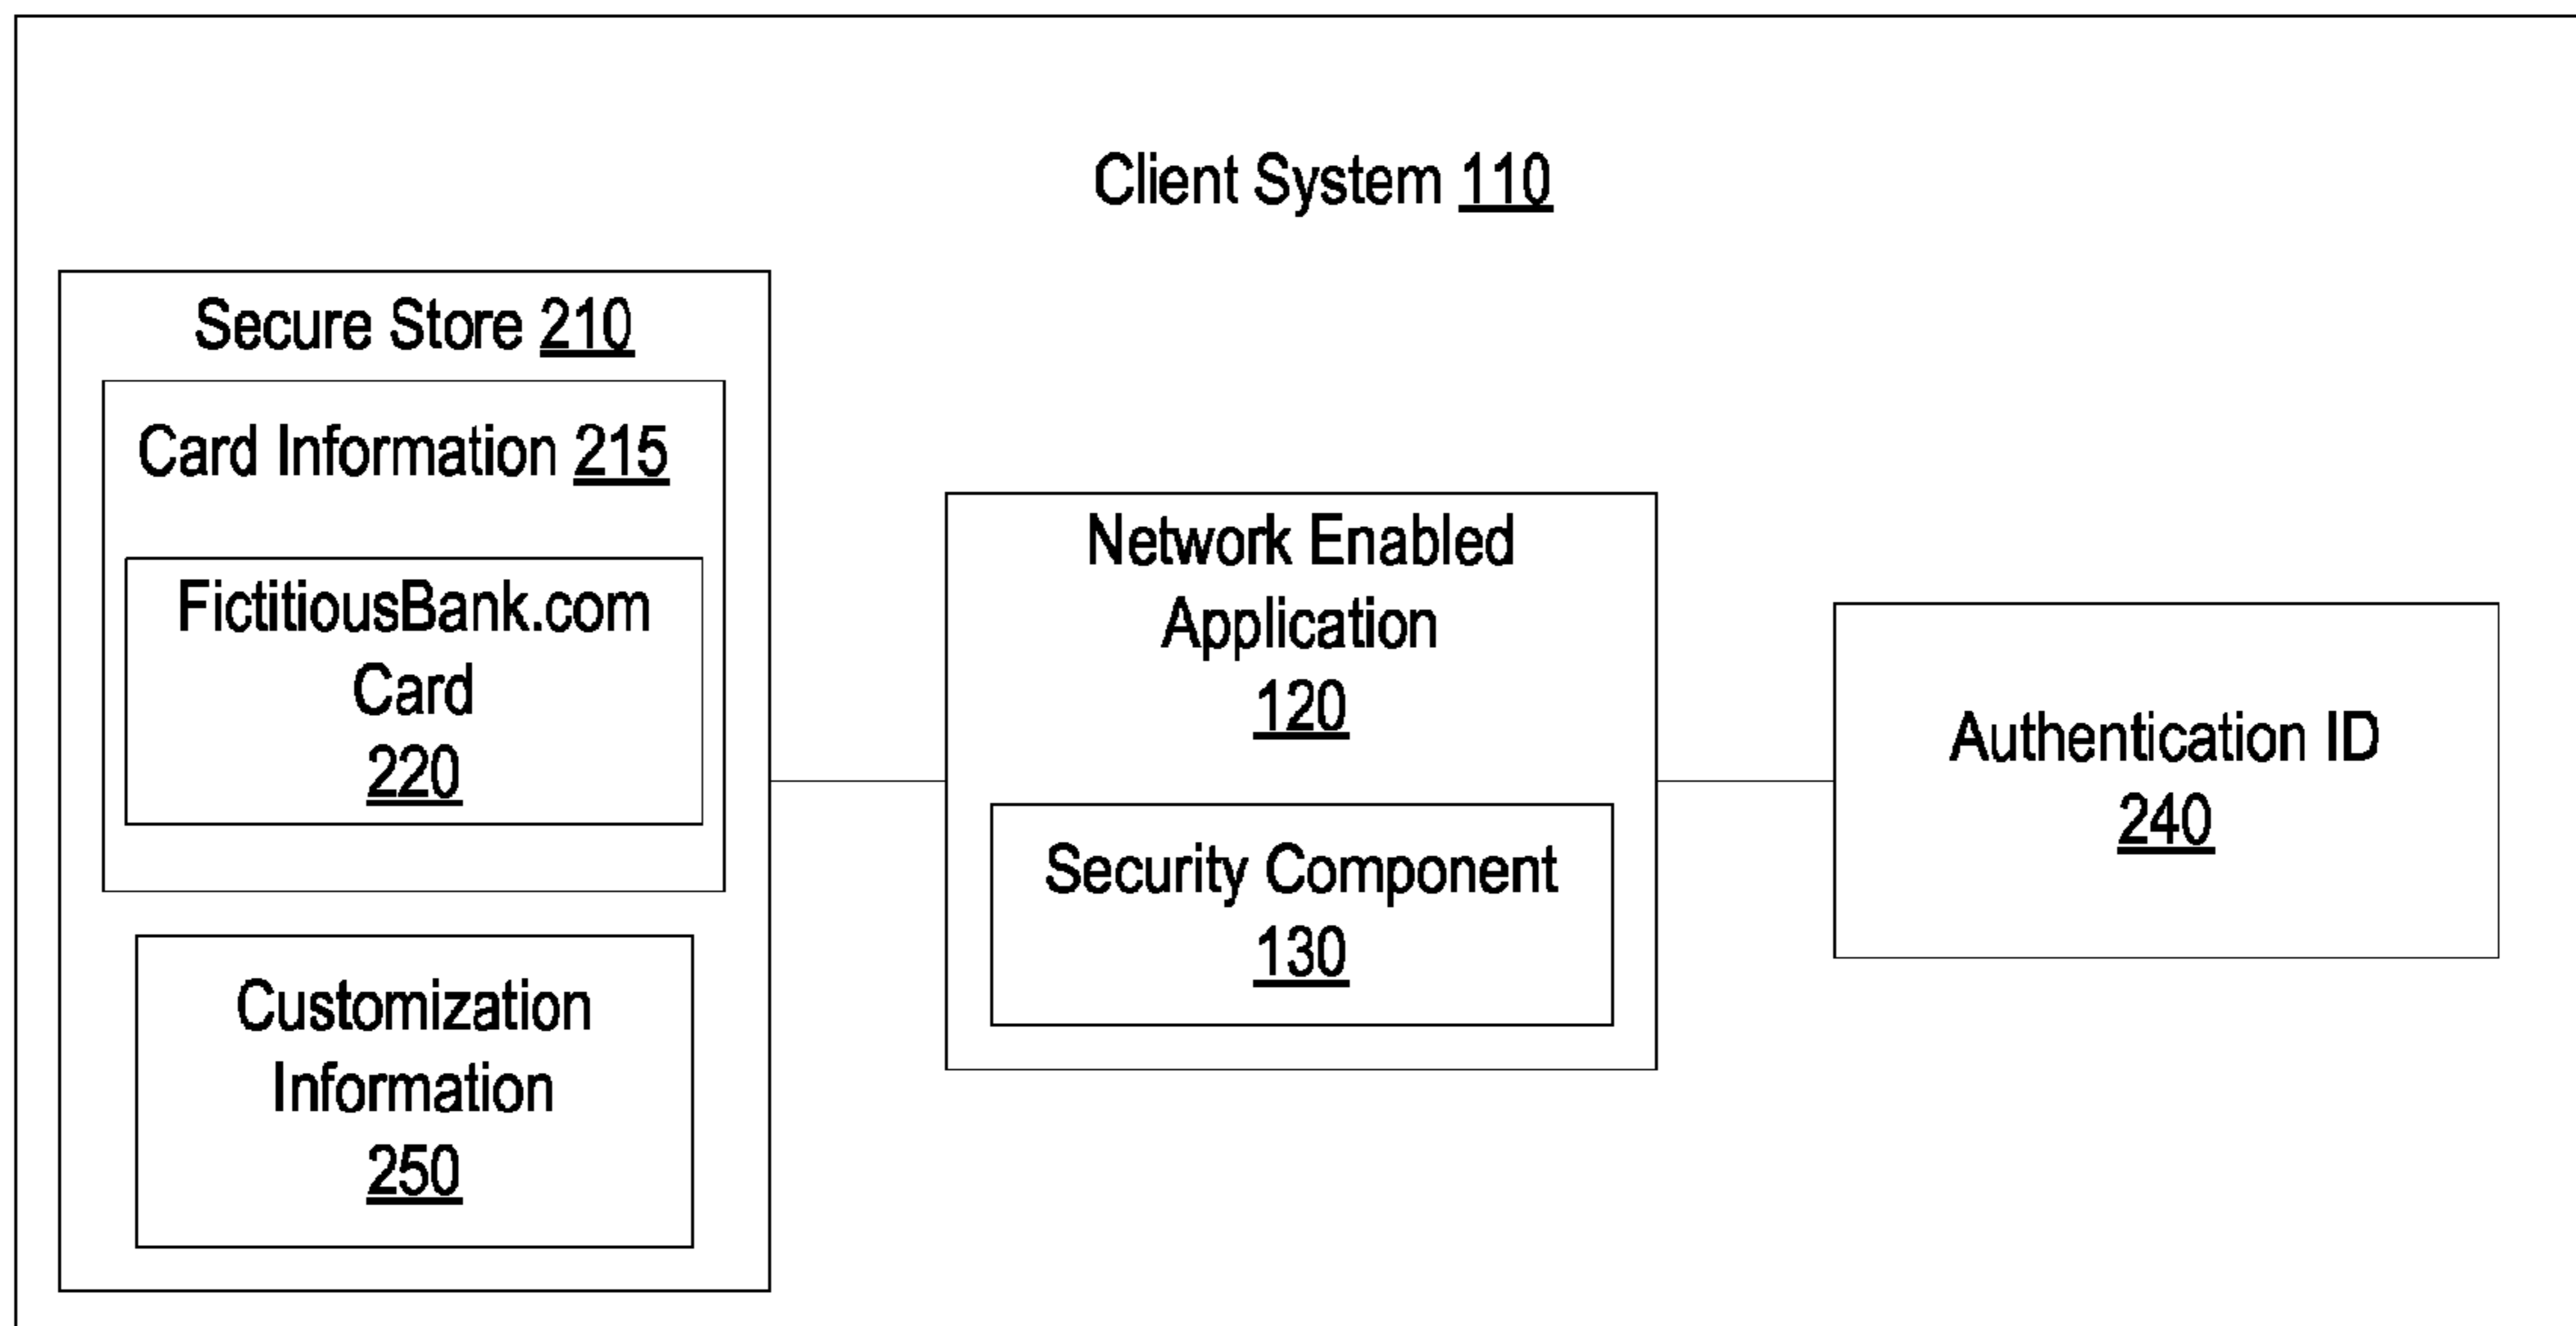 Client System 110
Secure Store 210
Card Information 215
FictitiousBank.com
Card
220
Customization
Information
250
Network Enabled
Application
120
Security Component
130
Authentication ID
240